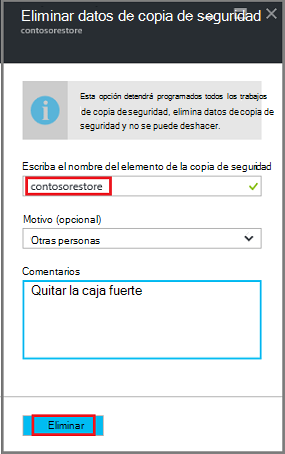 Eliminar datos de copia de seguridad
contosorestore
Esta opción detendrá programados todos los trabajos
de copia de seguridad, elimina datos de copia de
seguridad y no se puede deshacer.
Escriba el nombre del elemento de la copia de seguridad
contosorestore
Motivo (opcional)
Otras personas
Comentarios
Quitar la caja fuerte
Eliminar